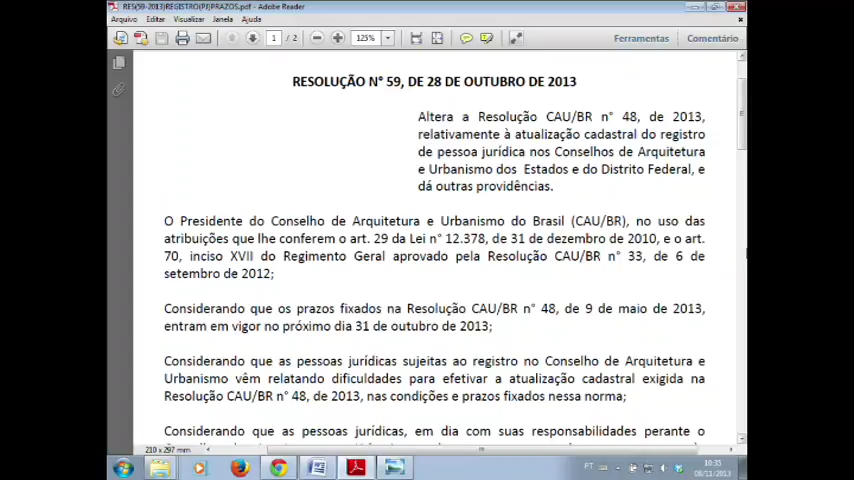 RES(59-2013)REGISTRO(PJ)PRAZOS.pdf - Adobe Reader
Arquivo Editar Visualizar Janela Ajuda
1 / 2 125% Ferramentas Comentário
RESOLUÇÃO N° 59, DE 28 DE OUTUBRO DE 2013
Altera a Resolução CAU/BR n° 48, de 2013,
relativamente à atualização cadastral do registro
de pessoa jurídica nos Conselhos de Arquitetura
e Urbanismo dos Estados e do Distrito Federal, e
dá outras providências.
O Presidente do Conselho de Arquitetura e Urbanismo do Brasil (CAU/BR), no uso das
atribuições que lhe conferem o art. 29 da Lei n° 12.378, de 31 de dezembro de 2010, e o art.
70, inciso XVII do Regimento Geral aprovado pela Resolução CAU/BR n° 33, de 6 de
setembro de 2012;
Considerando que os prazos fixados na Resolução CAU/BR n° 48, de 9 de maio de 2013,
entram em vigor no próximo dia 31 de outubro de 2013;
Considerando que as pessoas jurídicas sujeitas ao registro no Conselho de Arquitetura e
Urbanismo vêm relatando dificuldades para efetivar a atualização cadastral exigida na
Resolução CAU/BR n° 48, de 2013, nas condições e prazos fixados nessa norma;
Considerando que as pessoas jurídicas, em dia com suas responsabilidades perante o
210 x 297 mm
PT 10:35
08/11/2013